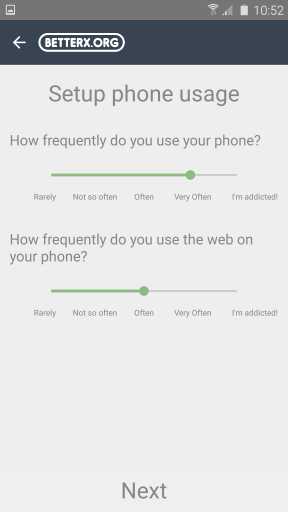 10:52
BETTERX.ORG
Setup phone usage
How frequently do you use your phone?
Rarely Not so often Often Very Often I'm addicted!
How frequently do you use the web on
your phone?
Rarely Not so often Often Very Often I'm addicted!
Next